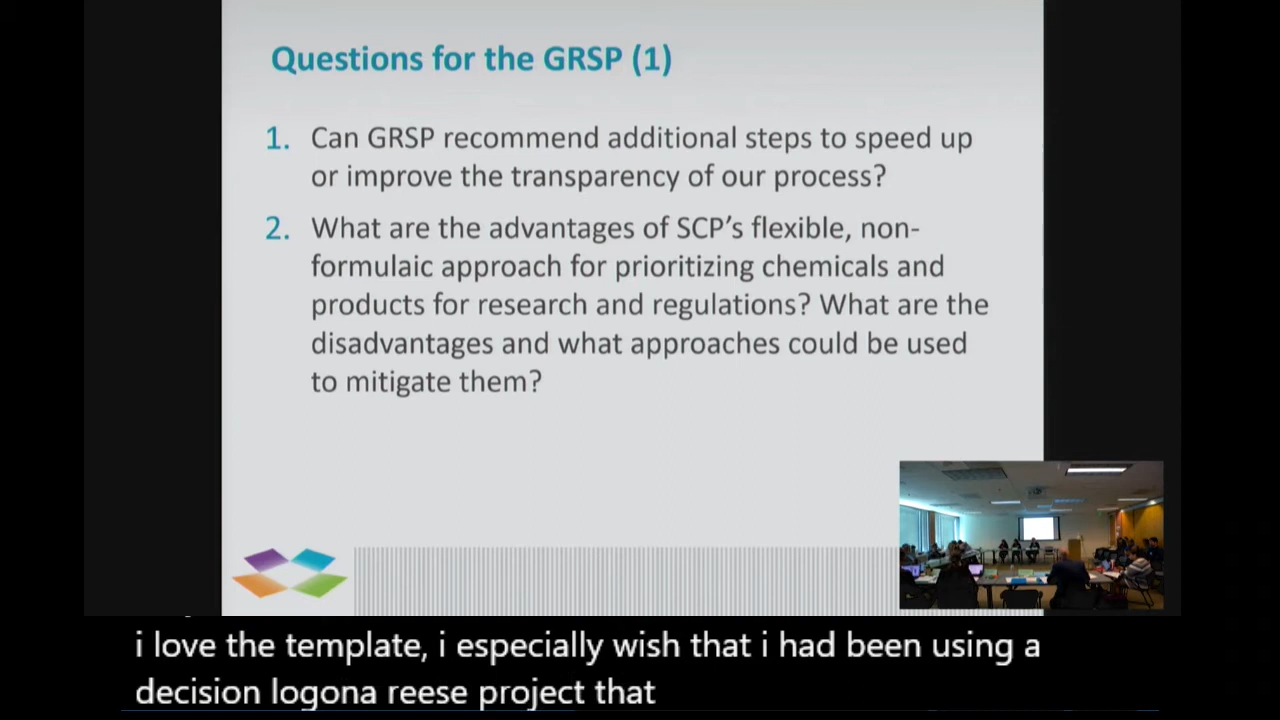 Questions for the GRSP (1)
1. Can GRSP recommend additional steps to speed up
or improve the transparency of our process?
2. What are the advantages of SCP's flexible, non-
formulaic approach for prioritizing chemicals and
products for research and regulations? What are the
disadvantages and what approaches could be used
to mitigate them?
i love the template, i especially wish that i had been using a
decision logona reese project that